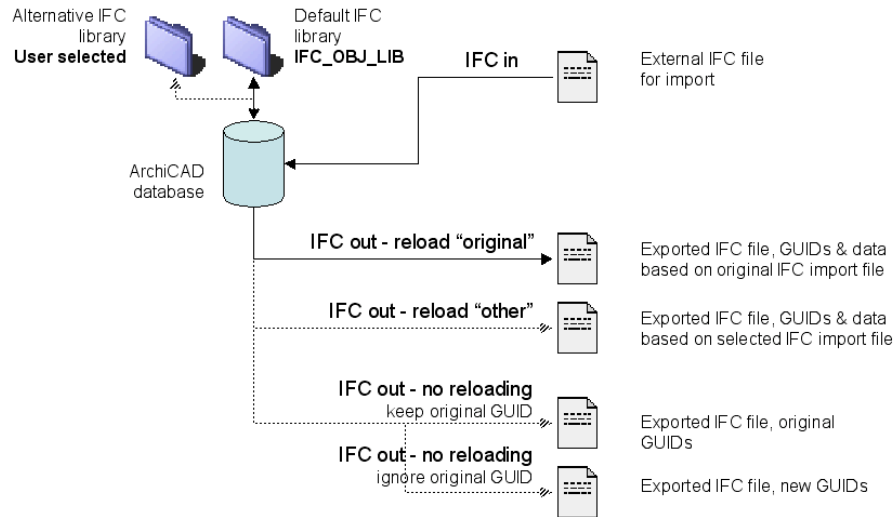 Alternative IFC
library
User selected
Default IFC
library
IFC_OBJ_LIB
IFC in
External IFC file
for import
ArchiCAD
database
IFC out - reload “original”
Exported IFC file, GUIDs & data
based on original IFC import file
IFC out - reload “other”
Exported IFC file, GUIDs & data
based on selected IFC import file
IFC out - no reloading
keep original GUID
Exported IFC file, original
GUIDs
IFC out - no reloading
ignore original GUID
Exported IFC file, new GUIDs